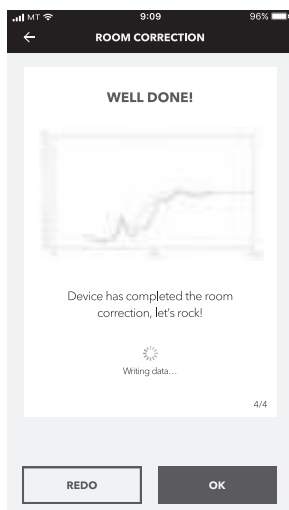 MT 9:09 96%
ROOM CORRECTION
WELL DONE!
Device has completed the room
correction, let's rock!
Writing data...
4/4
REDO OK